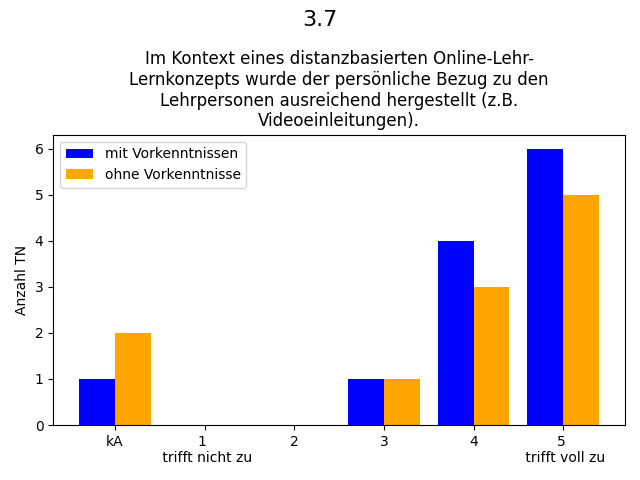 3.7
Im Kontext eines distanzbasierten Online-Lehr-
Lernkonzepts wurde der persönliche Bezug zu den
Lehrpersonen ausreichend hergestellt (z.B.
Videoeinleitungen).
mit Vorkenntnissen
ohne Vorkenntnisse
Anzahl TN
6
5
4
3
2
1
0
kA 1 2 3 4 5
trifft nicht zu trifft voll zu